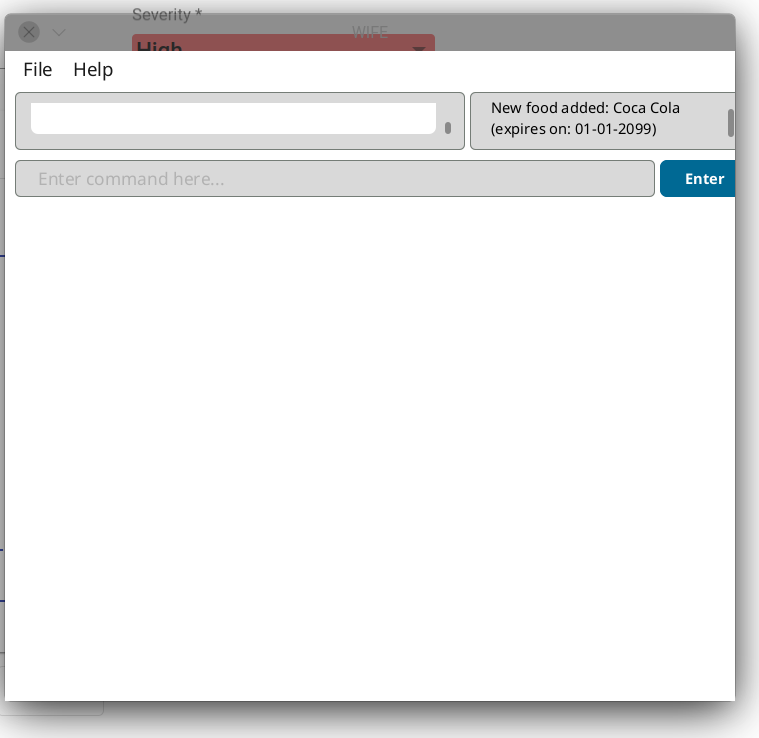 Severity *
WIFE
High
File Help
New food added: Coca Cola
(expires on: 01-01-2099)
Enter command here...
Enter